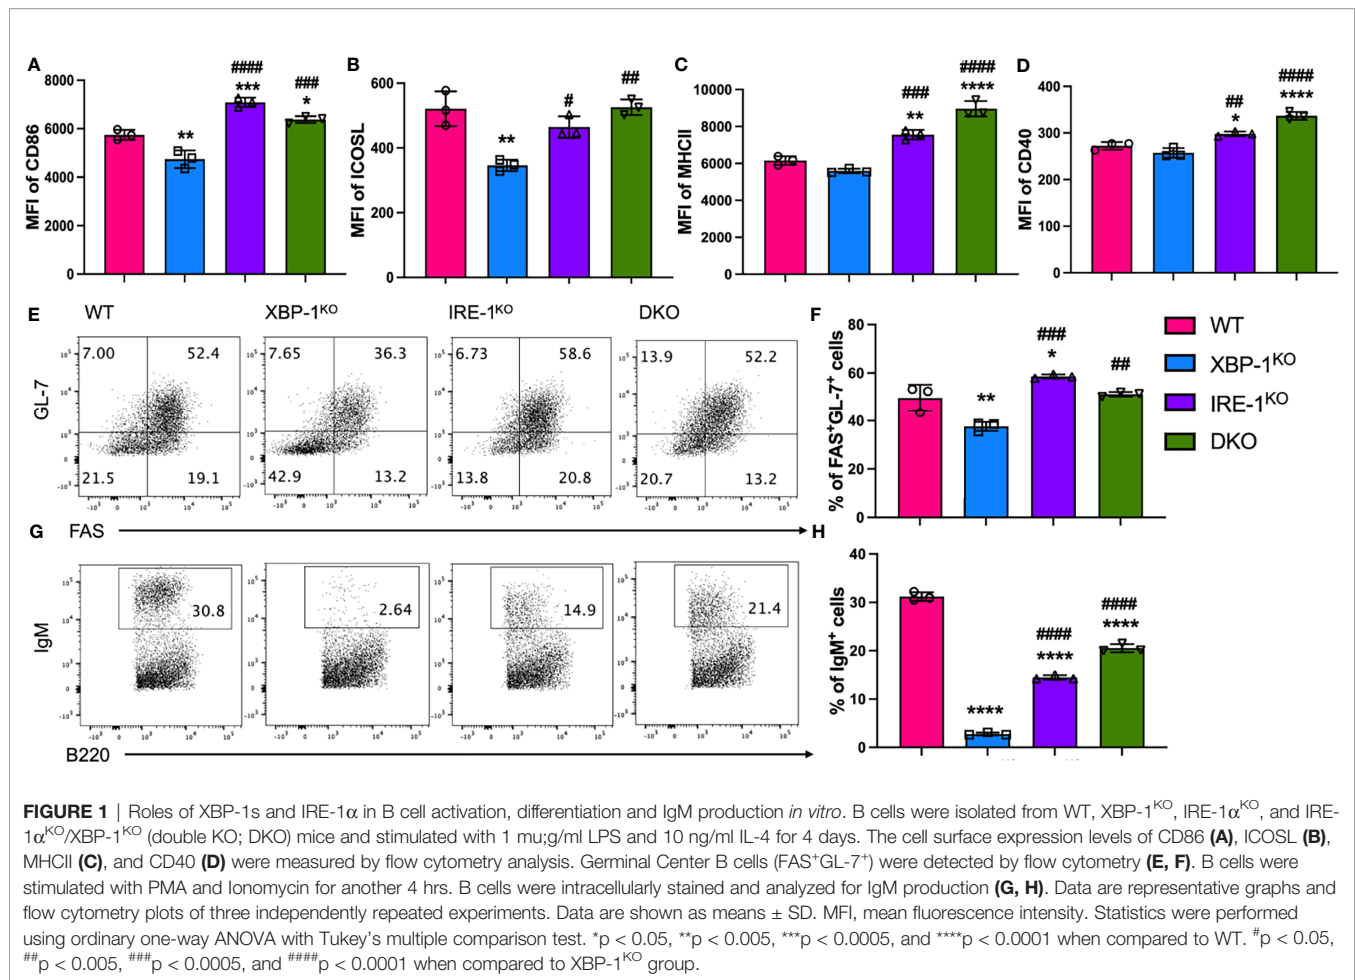 A
MFI of CD86
8000
6000
4000
2000
0
**
####
***
###
*
B
MFI of ICOSL
600
400
200
0
**
#
##
C
MFI of MHCII
10000
8000
6000
4000
2000
0
###
**
####
****
D
MFI of CD40
400
300
200
100
0
##
*
####
****
E
WT
XBP-1KO
IRE-1KO
DKO
GL-7
7.00 52.4
21.5 19.1
7.65 36.3
42.9 13.2
6.73 58.6
13.8 20.8
13.9 52.2
20.7 13.2
FAS
F
% of FAS+GL-7+ cells
80
60
40
20
0
**
###
*
##
WT
XBP-1KO
IRE-1KO
DKO
G
IgM
30.8
2.64
14.9
21.4
B220
H
% of IgM+ cells
40
30
20
10
0
****
####
****
####
****
FIGURE 1 | Roles of XBP-1s and IRE-1α in B cell activation, differentiation and IgM production in vitro. B cells were isolated from WT, XBP-1KO, IRE-1αKO, and IRE-
1αKO/XBP-1KO (double KO; DKO) mice and stimulated with 1 mu;g/ml LPS and 10 ng/ml IL-4 for 4 days. The cell surface expression levels of CD86 (A), ICOSL (B),
MHCII (C), and CD40 (D) were measured by flow cytometry analysis. Germinal Center B cells (FAS+GL-7+) were detected by flow cytometry (E, F). B cells were
stimulated with PMA and Ionomycin for another 4 hrs. B cells were intracellularly stained and analyzed for IgM production (G, H). Data are representative graphs and
flow cytometry plots of three independently repeated experiments. Data are shown as means ± SD. MFI, mean fluorescence intensity. Statistics were performed
using ordinary one-way ANOVA with Tukey's multiple comparison test. *p < 0.05, **p < 0.005, ***p < 0.0005, and ****p < 0.0001 when compared to WT. #p < 0.05,
##p < 0.005, ###p < 0.0005, and ####p < 0.0001 when compared to XBP-1KO group.